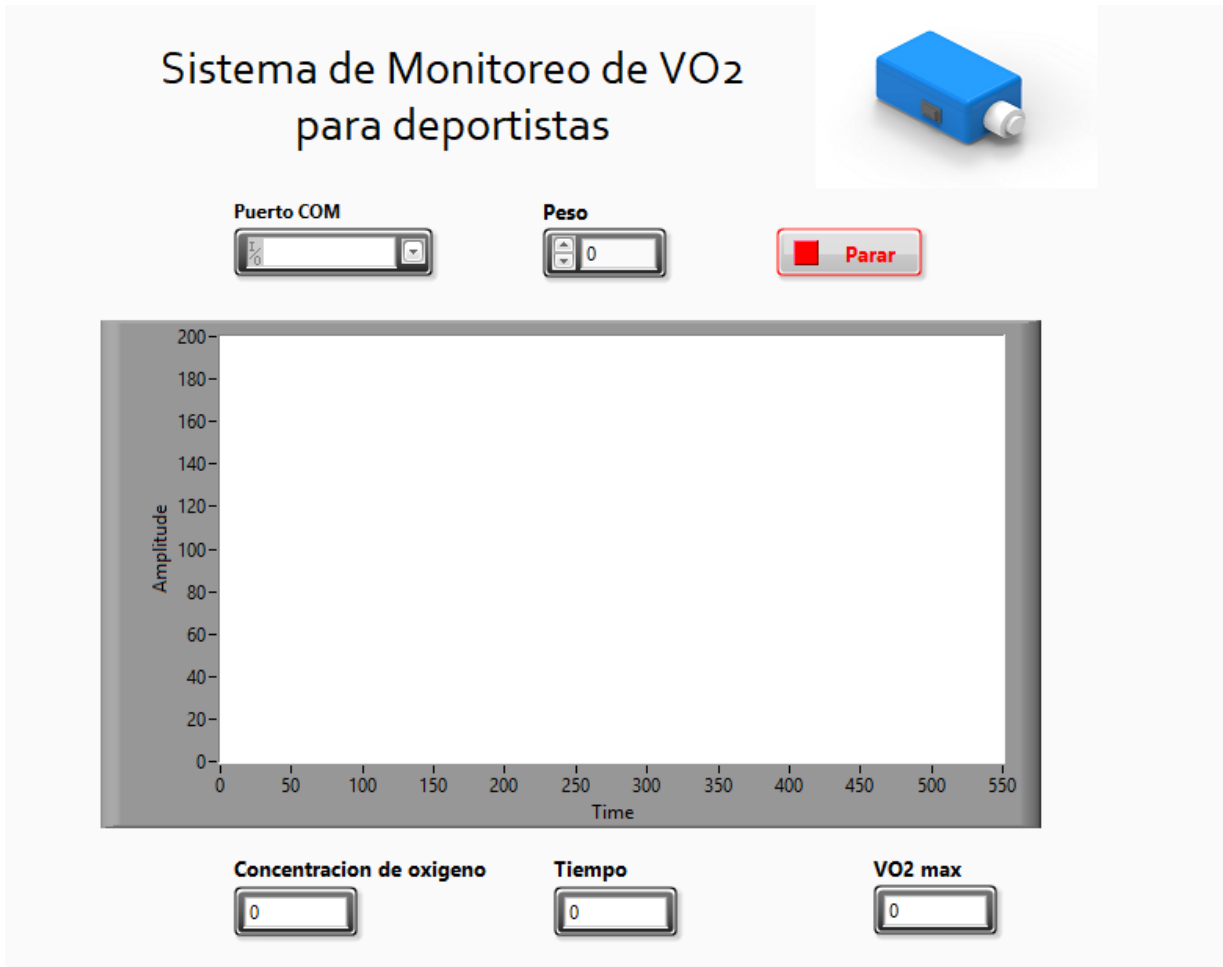 Sistema de Monitoreo de VO2
para deportistas
Puerto COM
Peso
I/O
0
Parar
200
180
160
140
120
100
80
60
40
20
0
Amplitude
0 50 100 150 200 250 300 350 400 450 500 550
Time
Concentracion de oxigeno
Tiempo
VO2 max
0
0
0